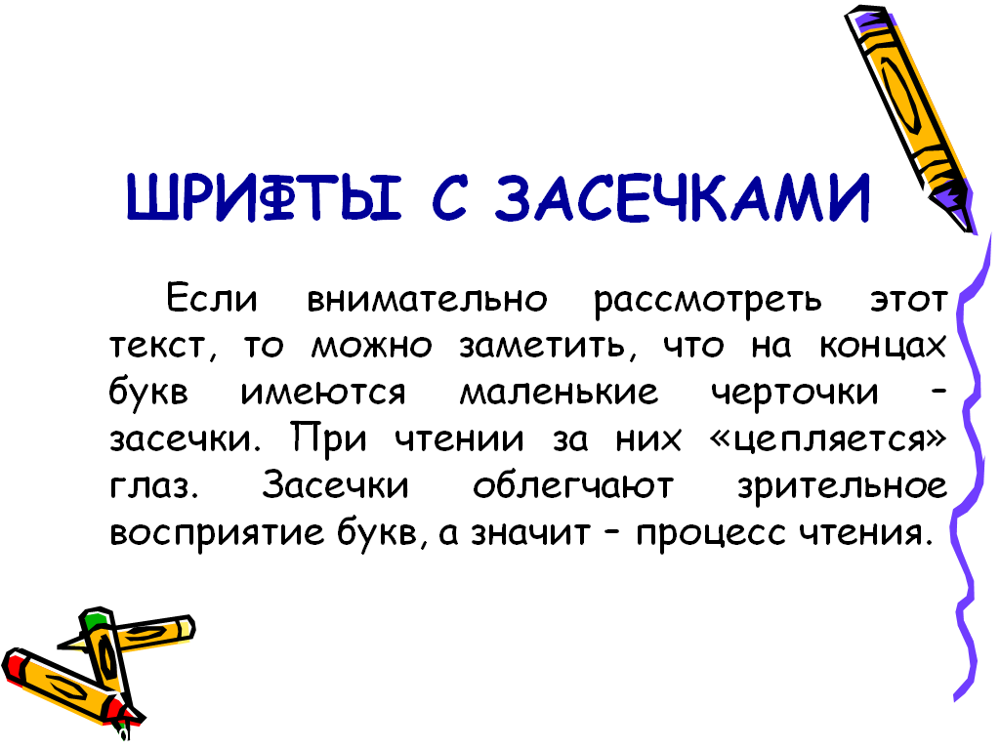 ШРИФТЫ С ЗАСЕЧКАМИ
Если внимательно рассмотреть этот
текст, то можно заметить, что на концах
букв имеются маленькие черточки –
засечки. При чтении за них «цепляется»
глаз. Засечки облегчают зрительное
восприятие букв, а значит – процесс чтения.